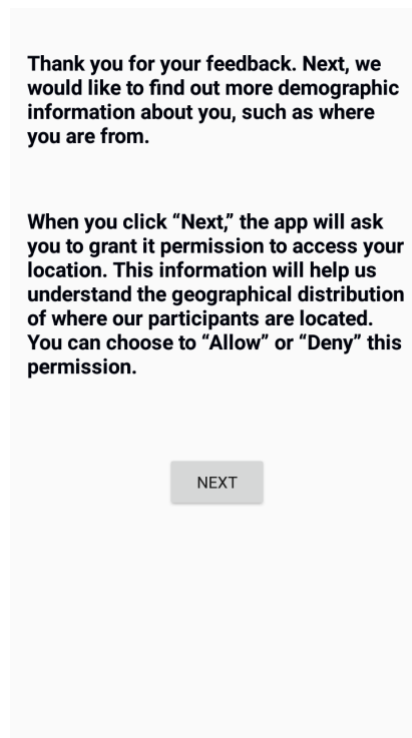 Thank you for your feedback. Next, we
would like to find out more demographic
information about you, such as where
you are from.
When you click “Next,” the app will ask
you to grant it permission to access your
location. This information will help us
understand the geographical distribution
of where our participants are located.
You can choose to “Allow” or “Deny” this
permission.
NEXT